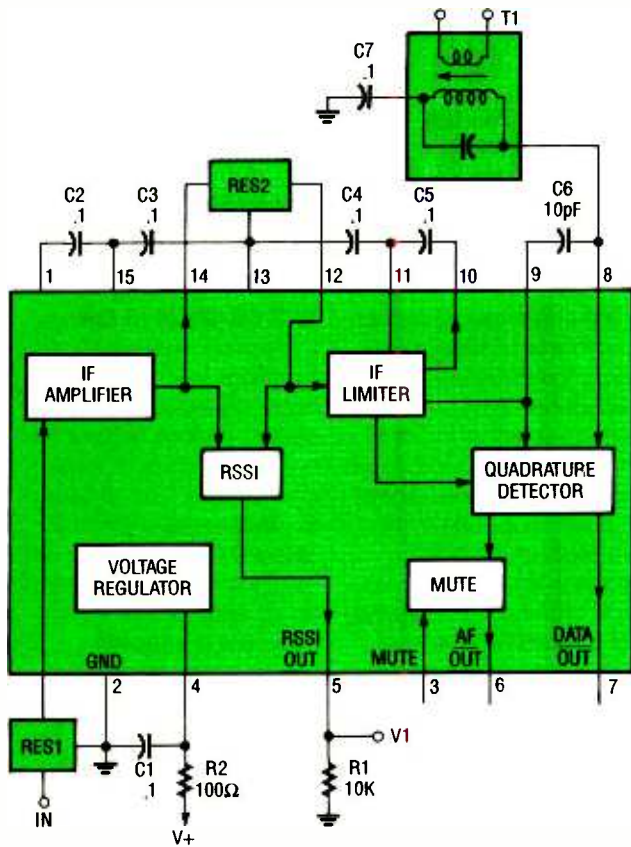 T1
C7
.1
RES2
C2
.1
C3
.1
C4
.1
C5
.1
C6
10pF
1
15
14
13
12
11
10
9
8
IF
AMPLIFIER
IF
LIMITER
RSSI
QUADRATURE
DETECTOR
VOLTAGE
REGULATOR
MUTE
GND
RSSI
OUT
MUTE
AF
OUT
DATA
OUT
2
4
5
3
6
7
RES1
C1
.1
R2
100Ω
V1
R1
10K
IN
V+